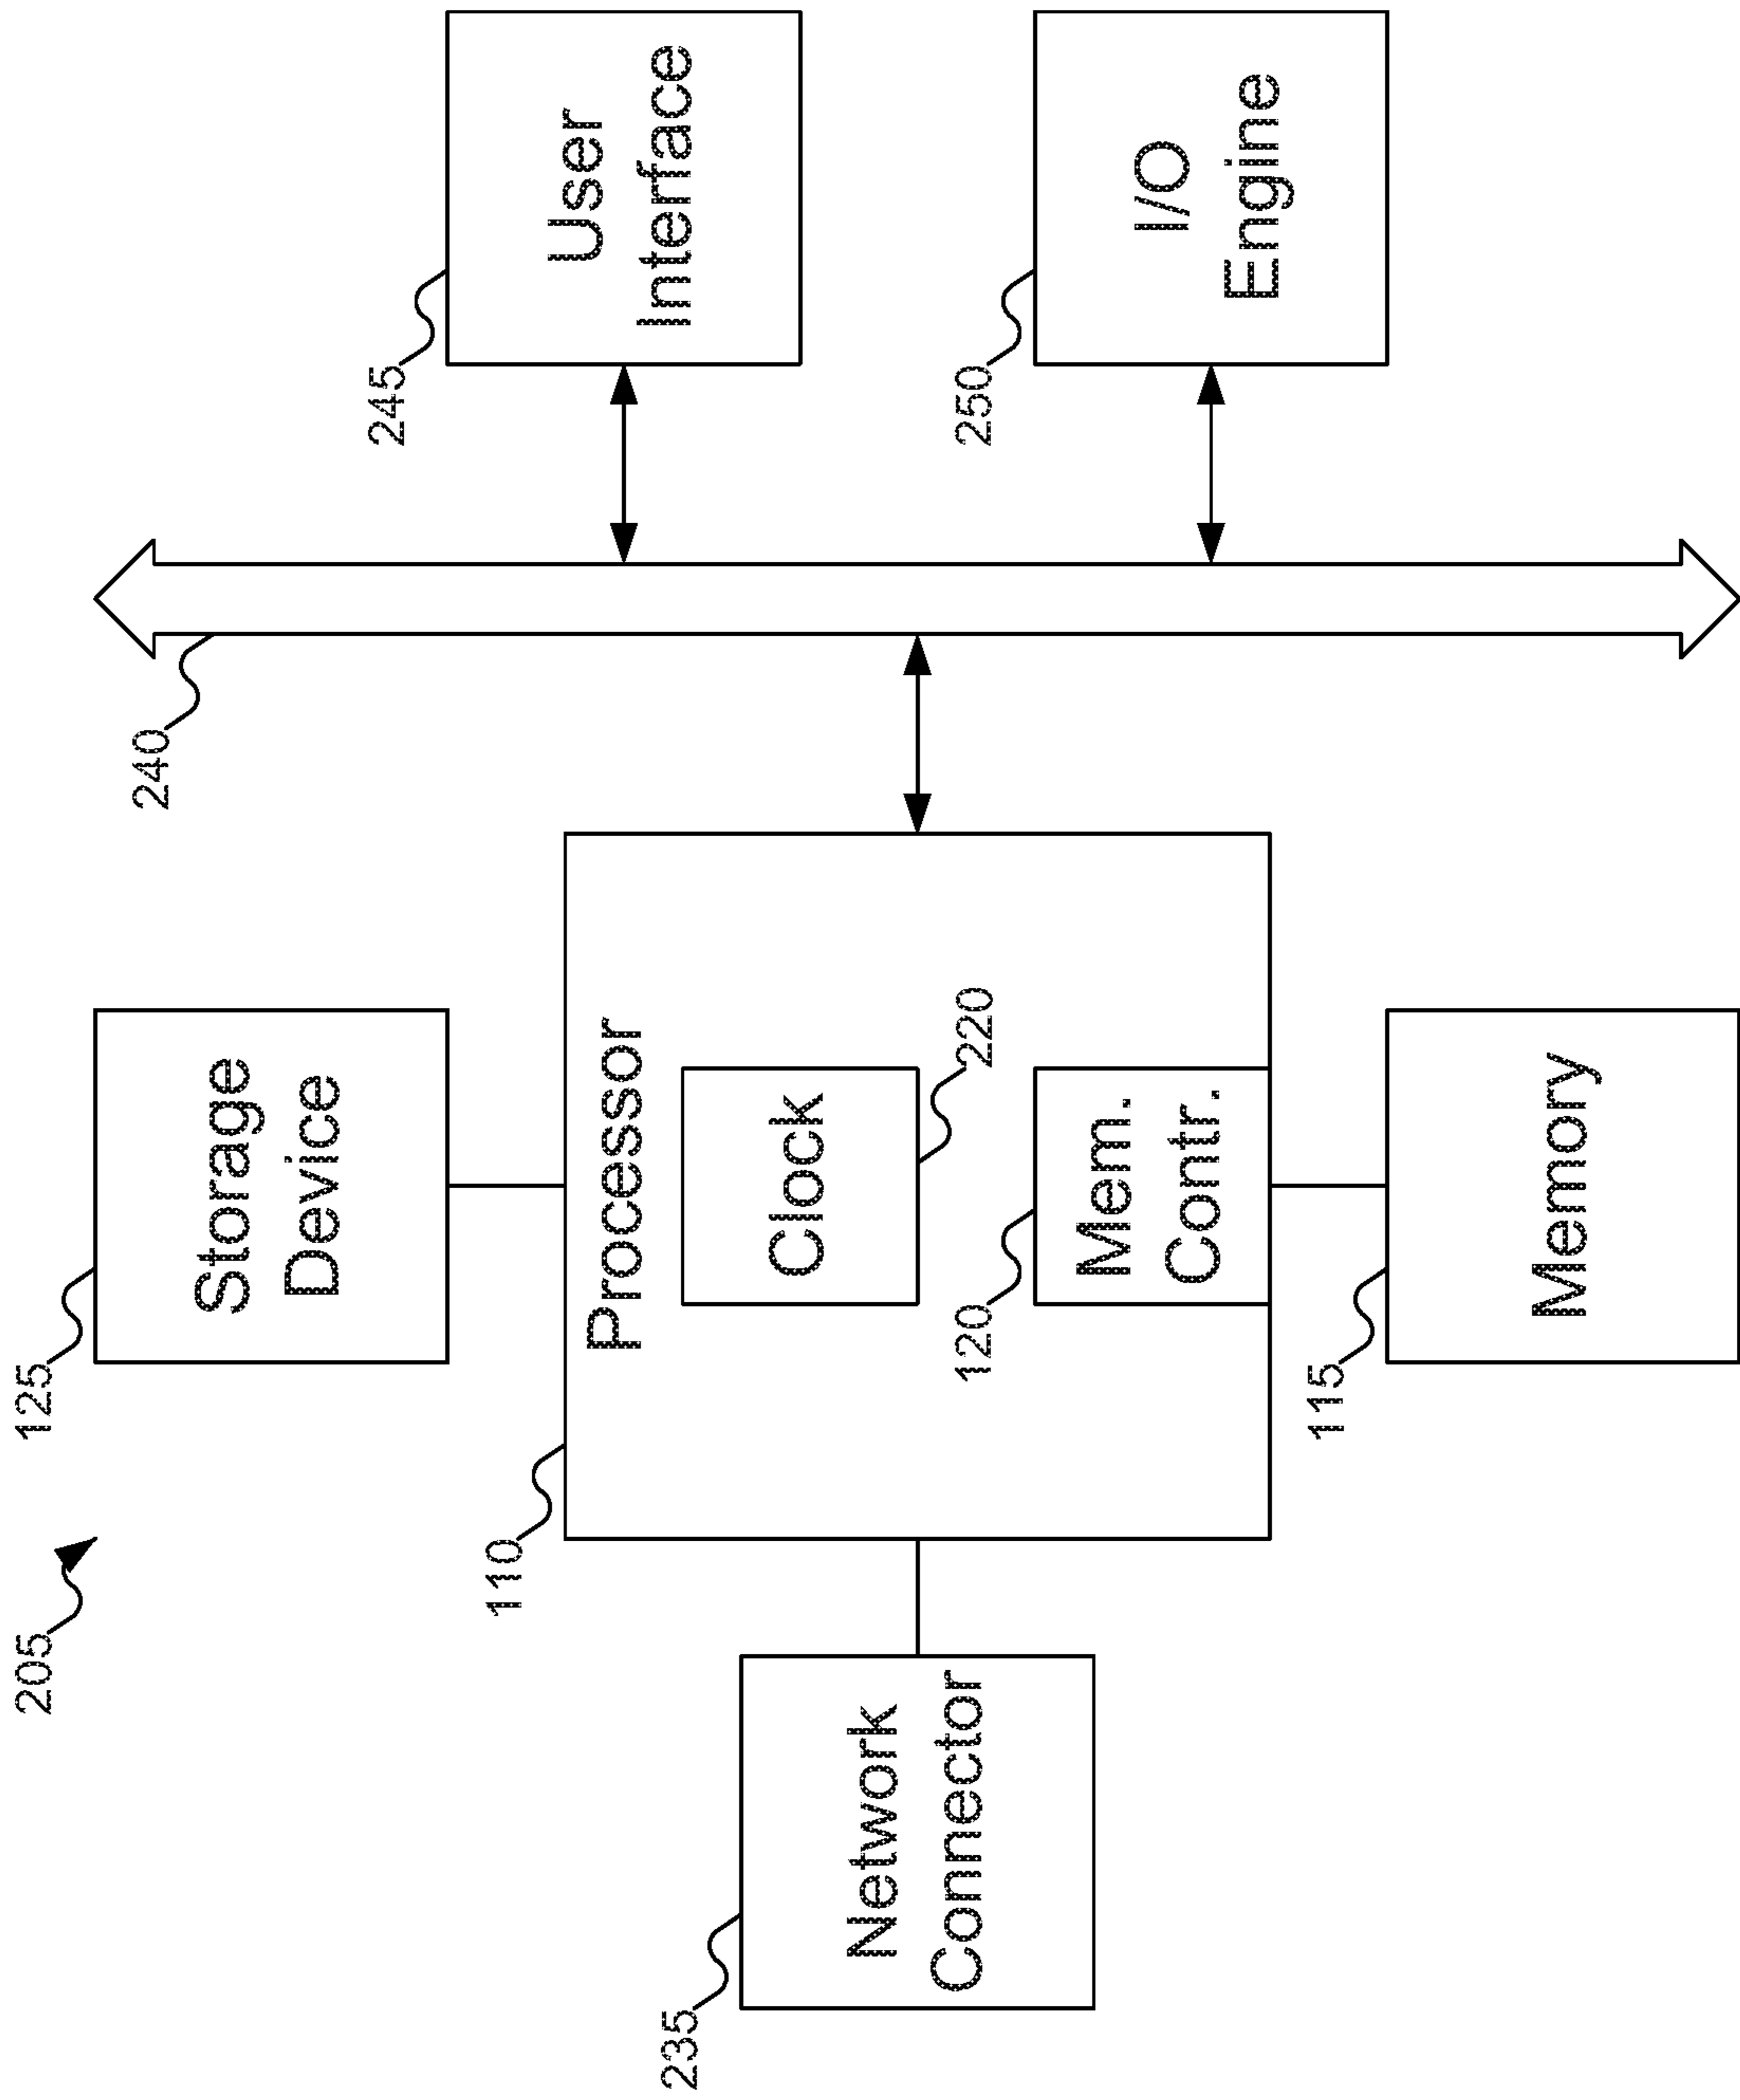 205
125
Storage
Device
235
Network
Connector
110
Processor
Clock
220
120
Mem.
Contr.
115
Memory
240
245
User
Interface
250
I/O
Engine